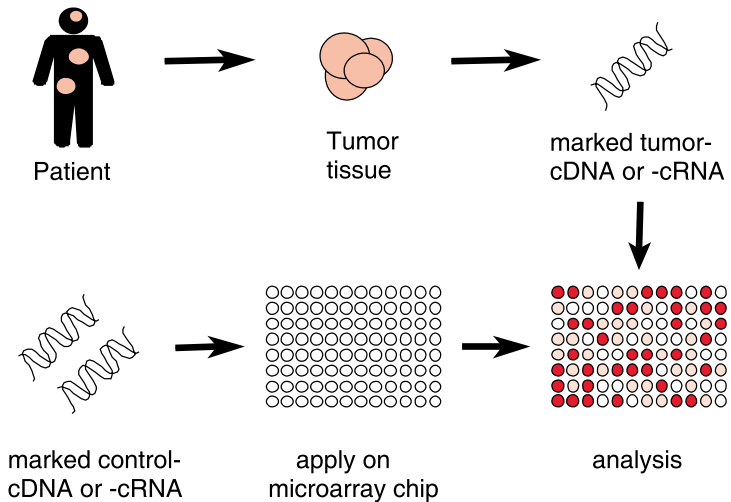 Patient
Tumor
tissue
marked tumor-
cDNA or -cRNA
marked control-
cDNA or -cRNA
apply on
microarray chip
analysis